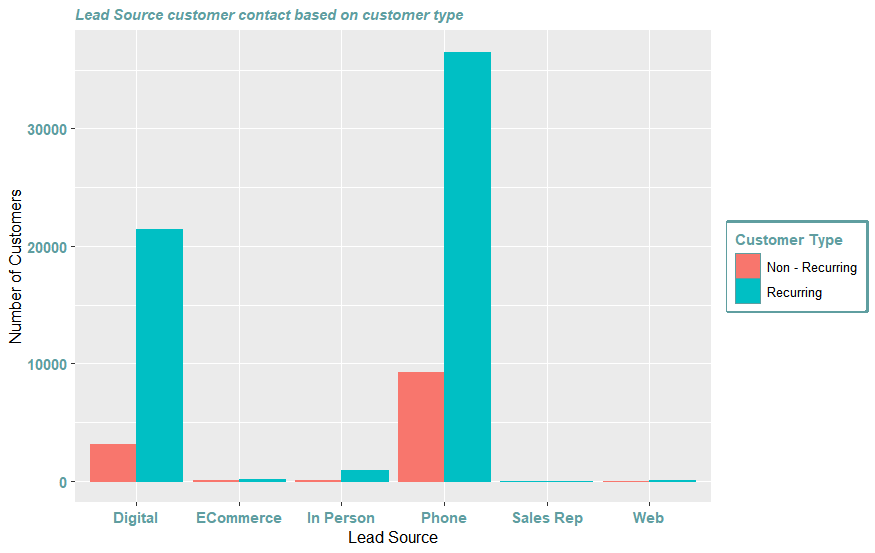 Lead Source customer contact based on customer type
Number of Customers
30000
20000
10000
0
Digital ECommerce In Person Phone Sales Rep Web
Lead Source
Customer Type
Non - Recurring
Recurring